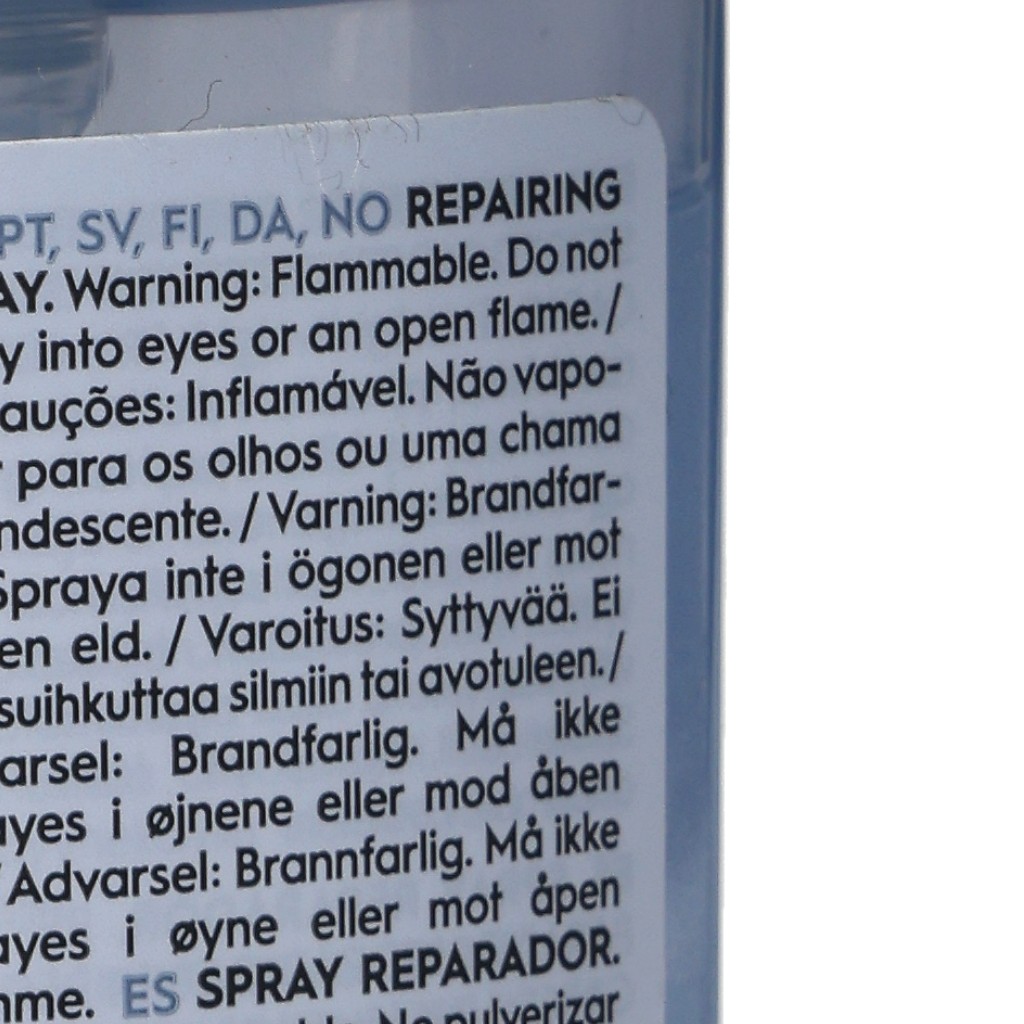 PT, SV, FI, DA, NO REPAIRING
AY. Warning: Flammable. Do not
y into eyes or an open flame. /
auções: Inflamável. Não vapo-
para os olhos ou uma chama
ndescente. / Varning: Brandfar-
Spraya inte i ögonen eller mot
en eld. / Varoitus: Syttyvää. Ei
suihkuttaa silmiin tai avotuleen. /
arsel: Brandfarlig. Må ikke
ayes i øjnene eller mod åben
/ Advarsel: Brannfarlig. Må ikke
ayes i øyne eller mot åpen
mme. ES SPRAY REPARADOR.
No pulverizar